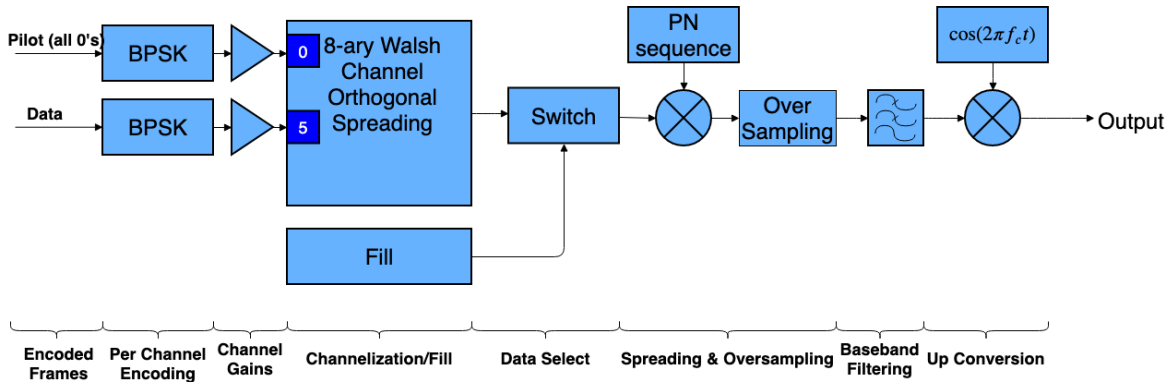 Pilot (all 0's)
BPSK
0
8-ary Walsh
Channel
Orthogonal
Spreading
Data
BPSK
5
Fill
Switch
PN
sequence
Over
Sampling
cos(2πf_c t)
Output
Encoded
Frames
Per Channel
Encoding
Channel
Gains
Channelization/Fill
Data Select
Spreading & Oversampling
Baseband
Filtering
Up Conversion